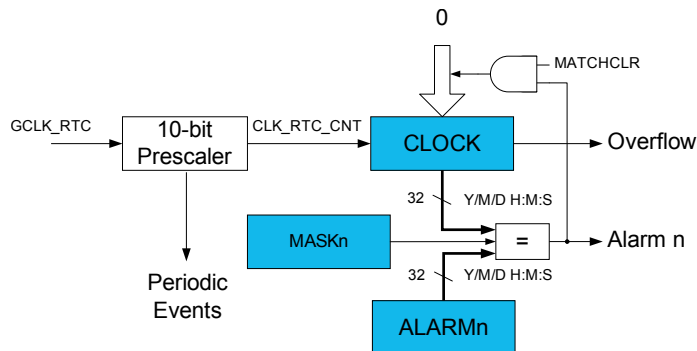 0
MATCHCLR
GCLK_RTC
10-bit
Prescaler
CLK_RTC_CNT
CLOCK
Overflow
32
Y/M/D H:M:S
MASKn
=
Alarm n
Periodic
Events
32
Y/M/D H:M:S
ALARMn